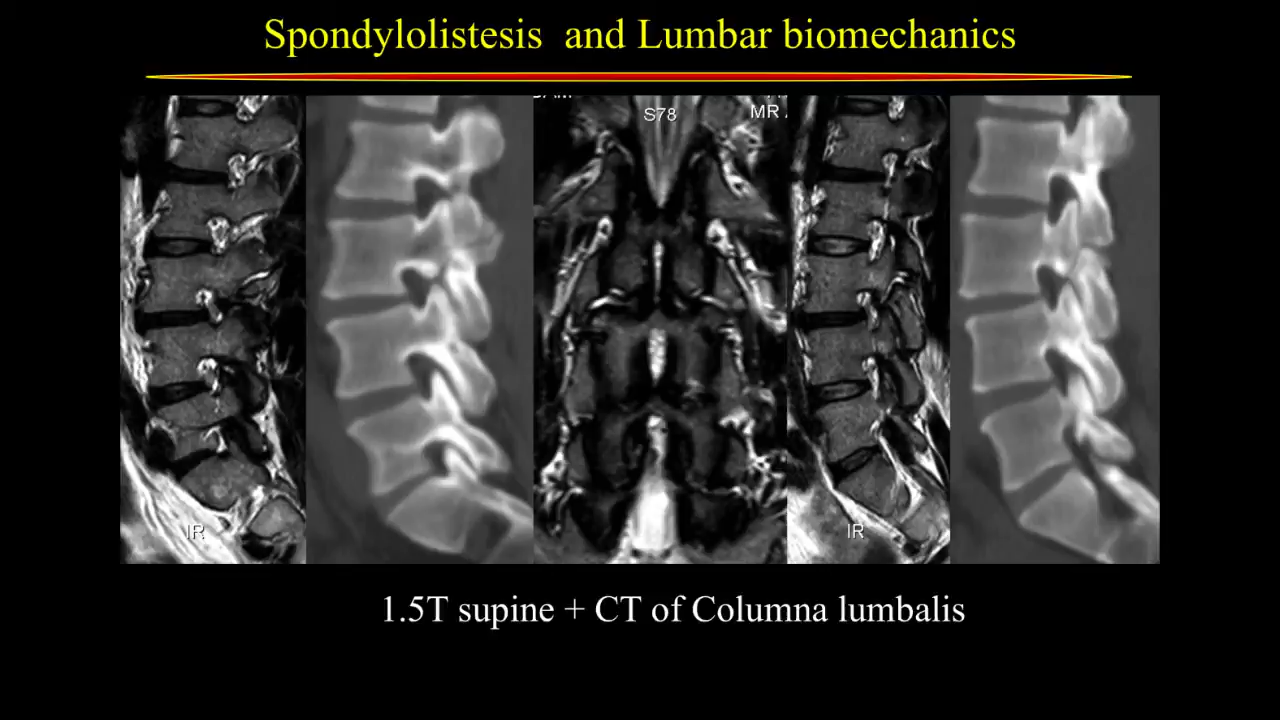 Spondylolistesis and Lumbar biomechanics
S78
MR
IR
IR
1.5T supine + CT of Columna lumbalis